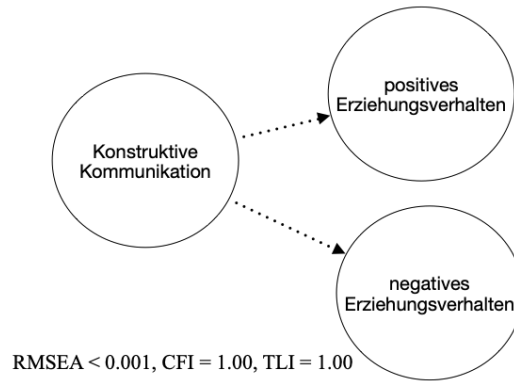 positives
Erziehungsverhalten
Konstruktive
Kommunikation
negatives
Erziehungsverhalten
RMSEA < 0.001, CFI = 1.00, TLI = 1.00